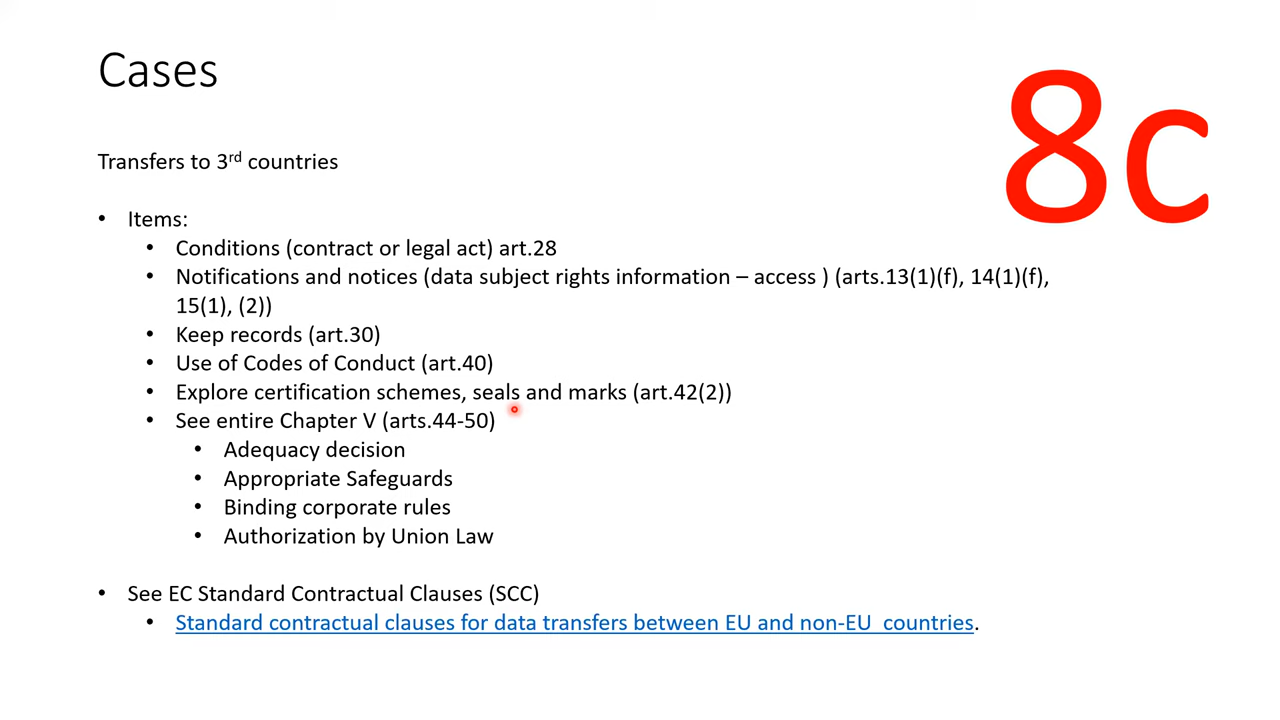 Cases
8c
Transfers to 3rd countries
• Items:
• Conditions (contract or legal act) art.28
• Notifications and notices (data subject rights information – access ) (arts.13(1)(f), 14(1)(f),
15(1), (2))
• Keep records (art.30)
• Use of Codes of Conduct (art.40)
• Explore certification schemes, seals and marks (art.42(2))
• See entire Chapter V (arts.44-50)
• Adequacy decision
• Appropriate Safeguards
• Binding corporate rules
• Authorization by Union Law
• See EC Standard Contractual Clauses (SCC)
• Standard contractual clauses for data transfers between EU and non-EU  countries.